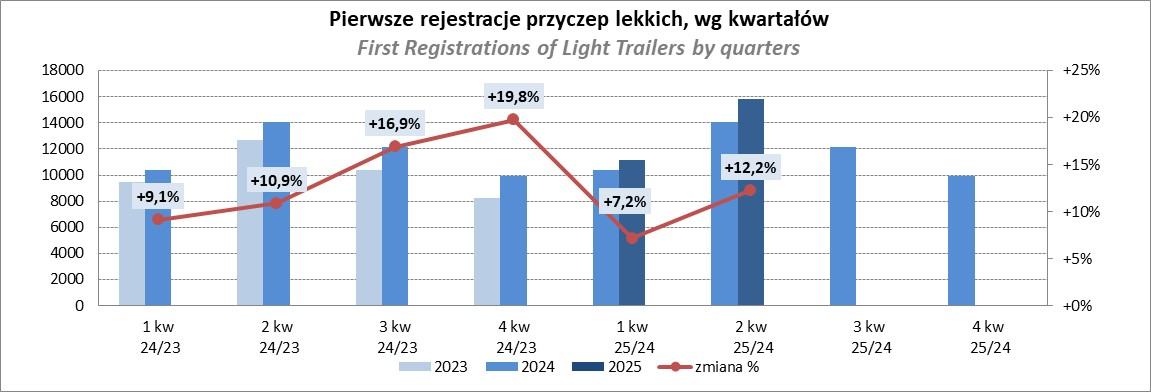 Pierwsze rejestracje przyczep lekkich, wg kwartałów
First Registrations of Light Trailers by quarters
18000
16000
14000
12000
10000
8000
6000
4000
2000
0
+25%
+20%
+15%
+10%
+5%
+0%
+9,1%
+10,9%
+16,9%
+19,8%
+7,2%
+12,2%
1 kw
24/23
2 kw
24/23
3 kw
24/23
4 kw
24/23
1 kw
25/24
2 kw
25/24
3 kw
25/24
4 kw
25/24
2023 2024 2025 zmiana %